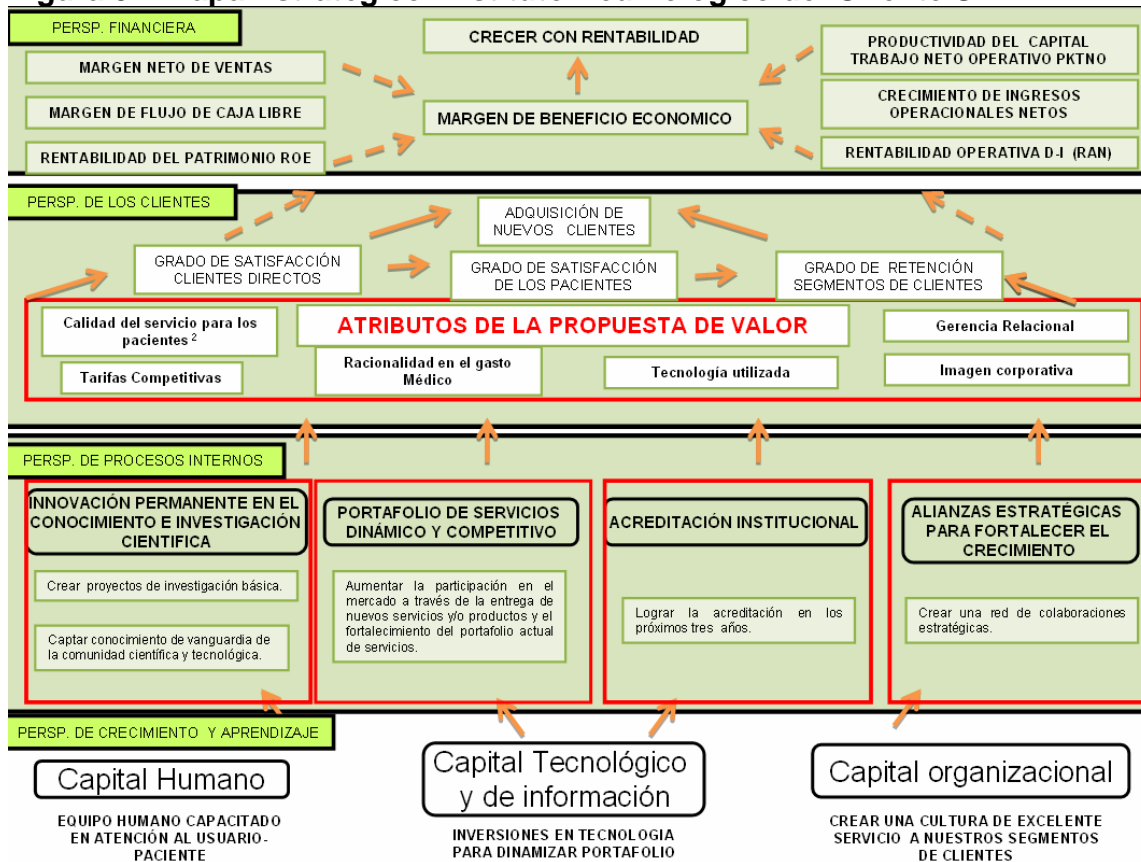 PERSP. FINANCIERA
CRECER CON RENTABILIDAD
MARGEN NETO DE VENTAS
MARGEN DE FLUJO DE CAJA LIBRE
RENTABILIDAD DEL PATRIMONIO ROE
MARGEN DE BENEFICIO ECONOMICO
PRODUCTIVIDAD DEL CAPITAL
TRABAJO NETO OPERATIVO PKTNO
CRECIMIENTO DE INGRESOS
OPERACIONALES NETOS
RENTABILIDAD OPERATIVA D-I (RAN)
PERSP. DE LOS CLIENTES
ADQUISICIÓN DE
NUEVOS CLIENTES
GRADO DE SATISFACCIÓN
CLIENTES DIRECTOS
GRADO DE SATISFACCIÓN
DE LOS PACIENTES
GRADO DE RETENCIÓN
SEGMENTOS DE CLIENTES
ATRIBUTOS DE LA PROPUESTA DE VALOR
Calidad del servicio para los
pacientes 2
Tarifas Competitivas
Racionalidad en el gasto
Médico
Tecnología utilizada
Gerencia Relacional
Imagen corporativa
PERSP. DE PROCESOS INTERNOS
INNOVACIÓN PERMANENTE EN EL
CONOCIMIENTO E INVESTIGACIÓN
CIENTIFICA
Crear proyectos de investigación básica.
Captar conocimiento de vanguardia de
la comunidad científica y tecnológica.
PORTAFOLIO DE SERVICIOS
DINÁMICO Y COMPETITIVO
Aumentar la participación en el
mercado a través de la entrega de
nuevos servicios y/o productos y el
fortalecimiento del portafolio actual
de servicios.
ACREDITACIÓN INSTITUCIONAL
Lograr la acreditación en los
próximos tres años.
ALIANZAS ESTRATÉGICAS
PARA FORTALECER EL
CRECIMIENTO
Crear una red de colaboraciones
estratégicas.
PERSP. DE CRECIMIENTO Y APRENDIZAJE
Capital Humano
EQUIPO HUMANO CAPACITADO
EN ATENCIÓN AL USUARIO-
PACIENTE
Capital Tecnológico
y de información
INVERSIONES EN TECNOLOGIA
PARA DINAMIZAR PORTAFOLIO
Capital organizacional
CREAR UNA CULTURA DE EXCELENTE
SERVICIO A NUESTROS SEGMENTOS
DE CLIENTES